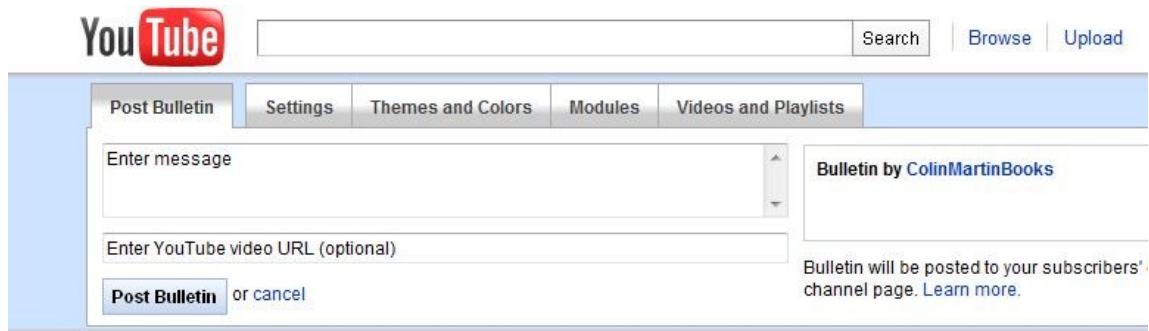 YouTube
Search
Browse
Upload
Post Bulletin
Settings
Themes and Colors
Modules
Videos and Playlists
Enter message
Enter YouTube video URL (optional)
Post Bulletin or cancel
Bulletin by ColinMartinBooks
Bulletin will be posted to your subscribers'
channel page. Learn more.